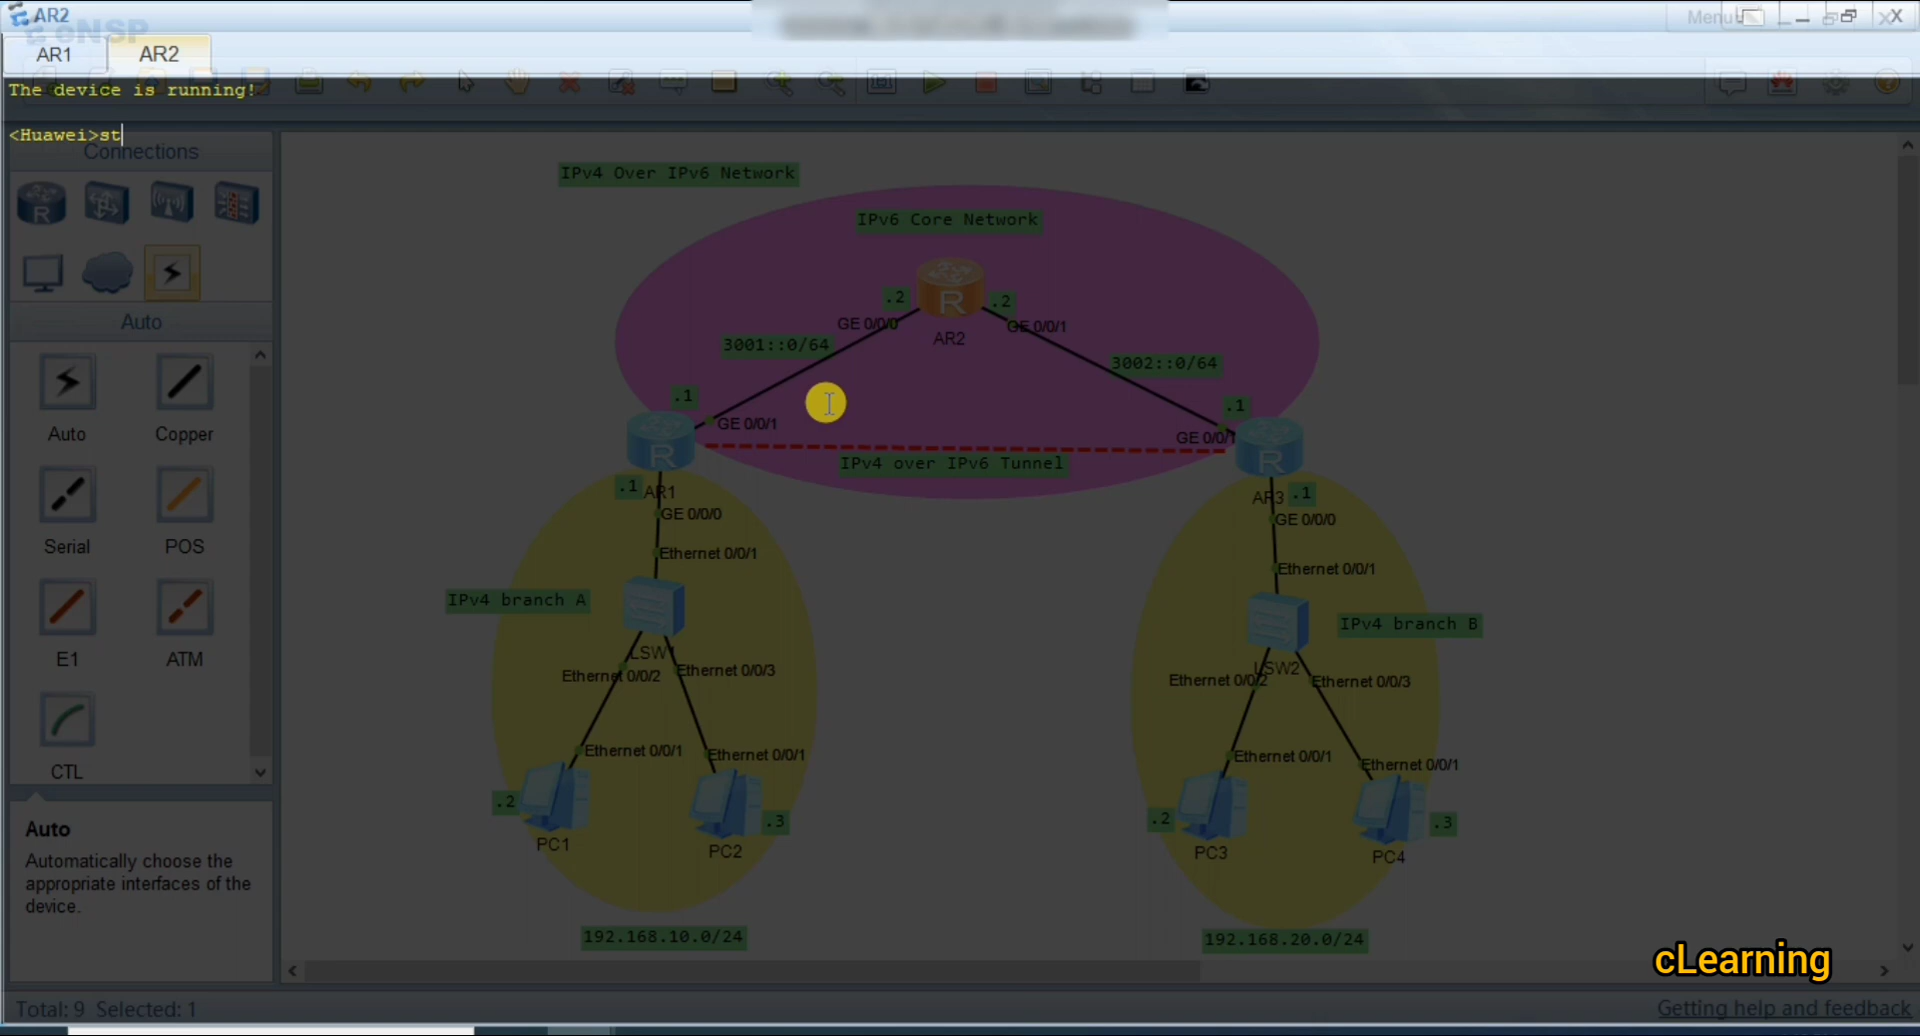 AR2
eNSP
Menu
AR1
AR2
The device is running!
<Huawei>st
Connections
Auto
Auto
Copper
Serial
POS
E1
ATM
CTL
Auto
Automatically choose the
appropriate interfaces of the
device.
IPv4 Over IPv6 Network
IPv6 Core Network
.2
.2
GE 0/0/0
GE 0/0/1
AR2
3001::0/64
3002::0/64
.1
.1
GE 0/0/1
GE 0/0/1
IPv4 over IPv6 Tunnel
.1
AR1
AR3
.1
GE 0/0/0
GE 0/0/0
Ethernet 0/0/1
Ethernet 0/0/1
IPv4 branch A
IPv4 branch B
LSW1
LSW2
Ethernet 0/0/2
Ethernet 0/0/3
Ethernet 0/0/2
Ethernet 0/0/3
Ethernet 0/0/1
Ethernet 0/0/1
Ethernet 0/0/1
Ethernet 0/0/1
.2
.3
.2
.3
PC1
PC2
PC3
PC4
192.168.10.0/24
192.168.20.0/24
cLearning
Total: 9 Selected: 1
Getting help and feedback